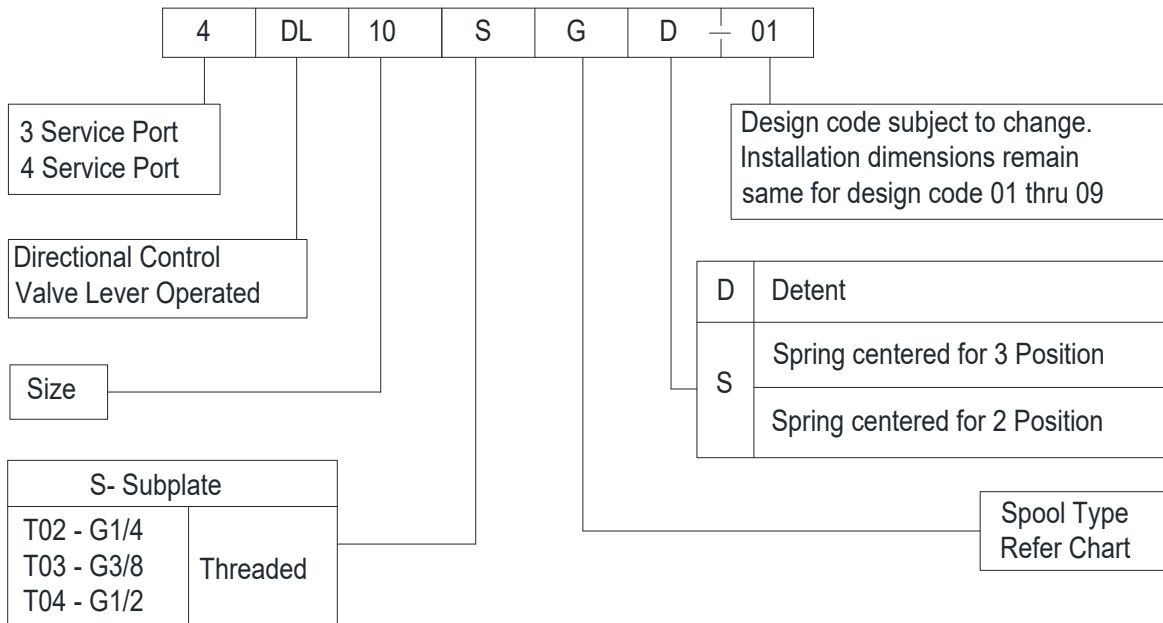 4 DL 10 S G D - 01
3 Service Port
4 Service Port
Directional Control
Valve Lever Operated
Size
S- Subplate
T02 - G1/4
T03 - G3/8
T04 - G1/2
Threaded
Design code subject to change.
Installation dimensions remain
same for design code 01 thru 09
D Detent
S
Spring centered for 3 Position
Spring centered for 2 Position
Spool Type
Refer Chart